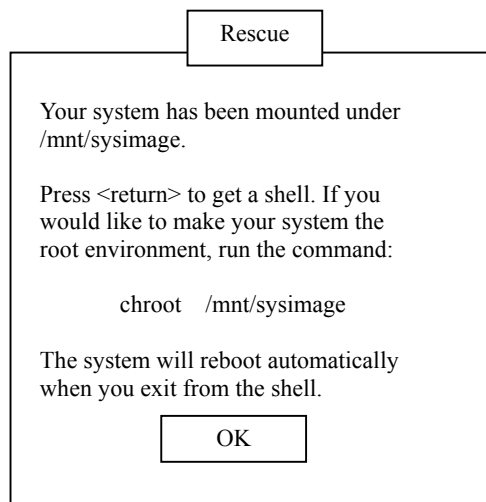 Rescue
Your system has been mounted under
/mnt/sysimage.
Press <return> to get a shell. If you
would like to make your system the
root environment, run the command:
chroot /mnt/sysimage
The system will reboot automatically
when you exit from the shell.
OK